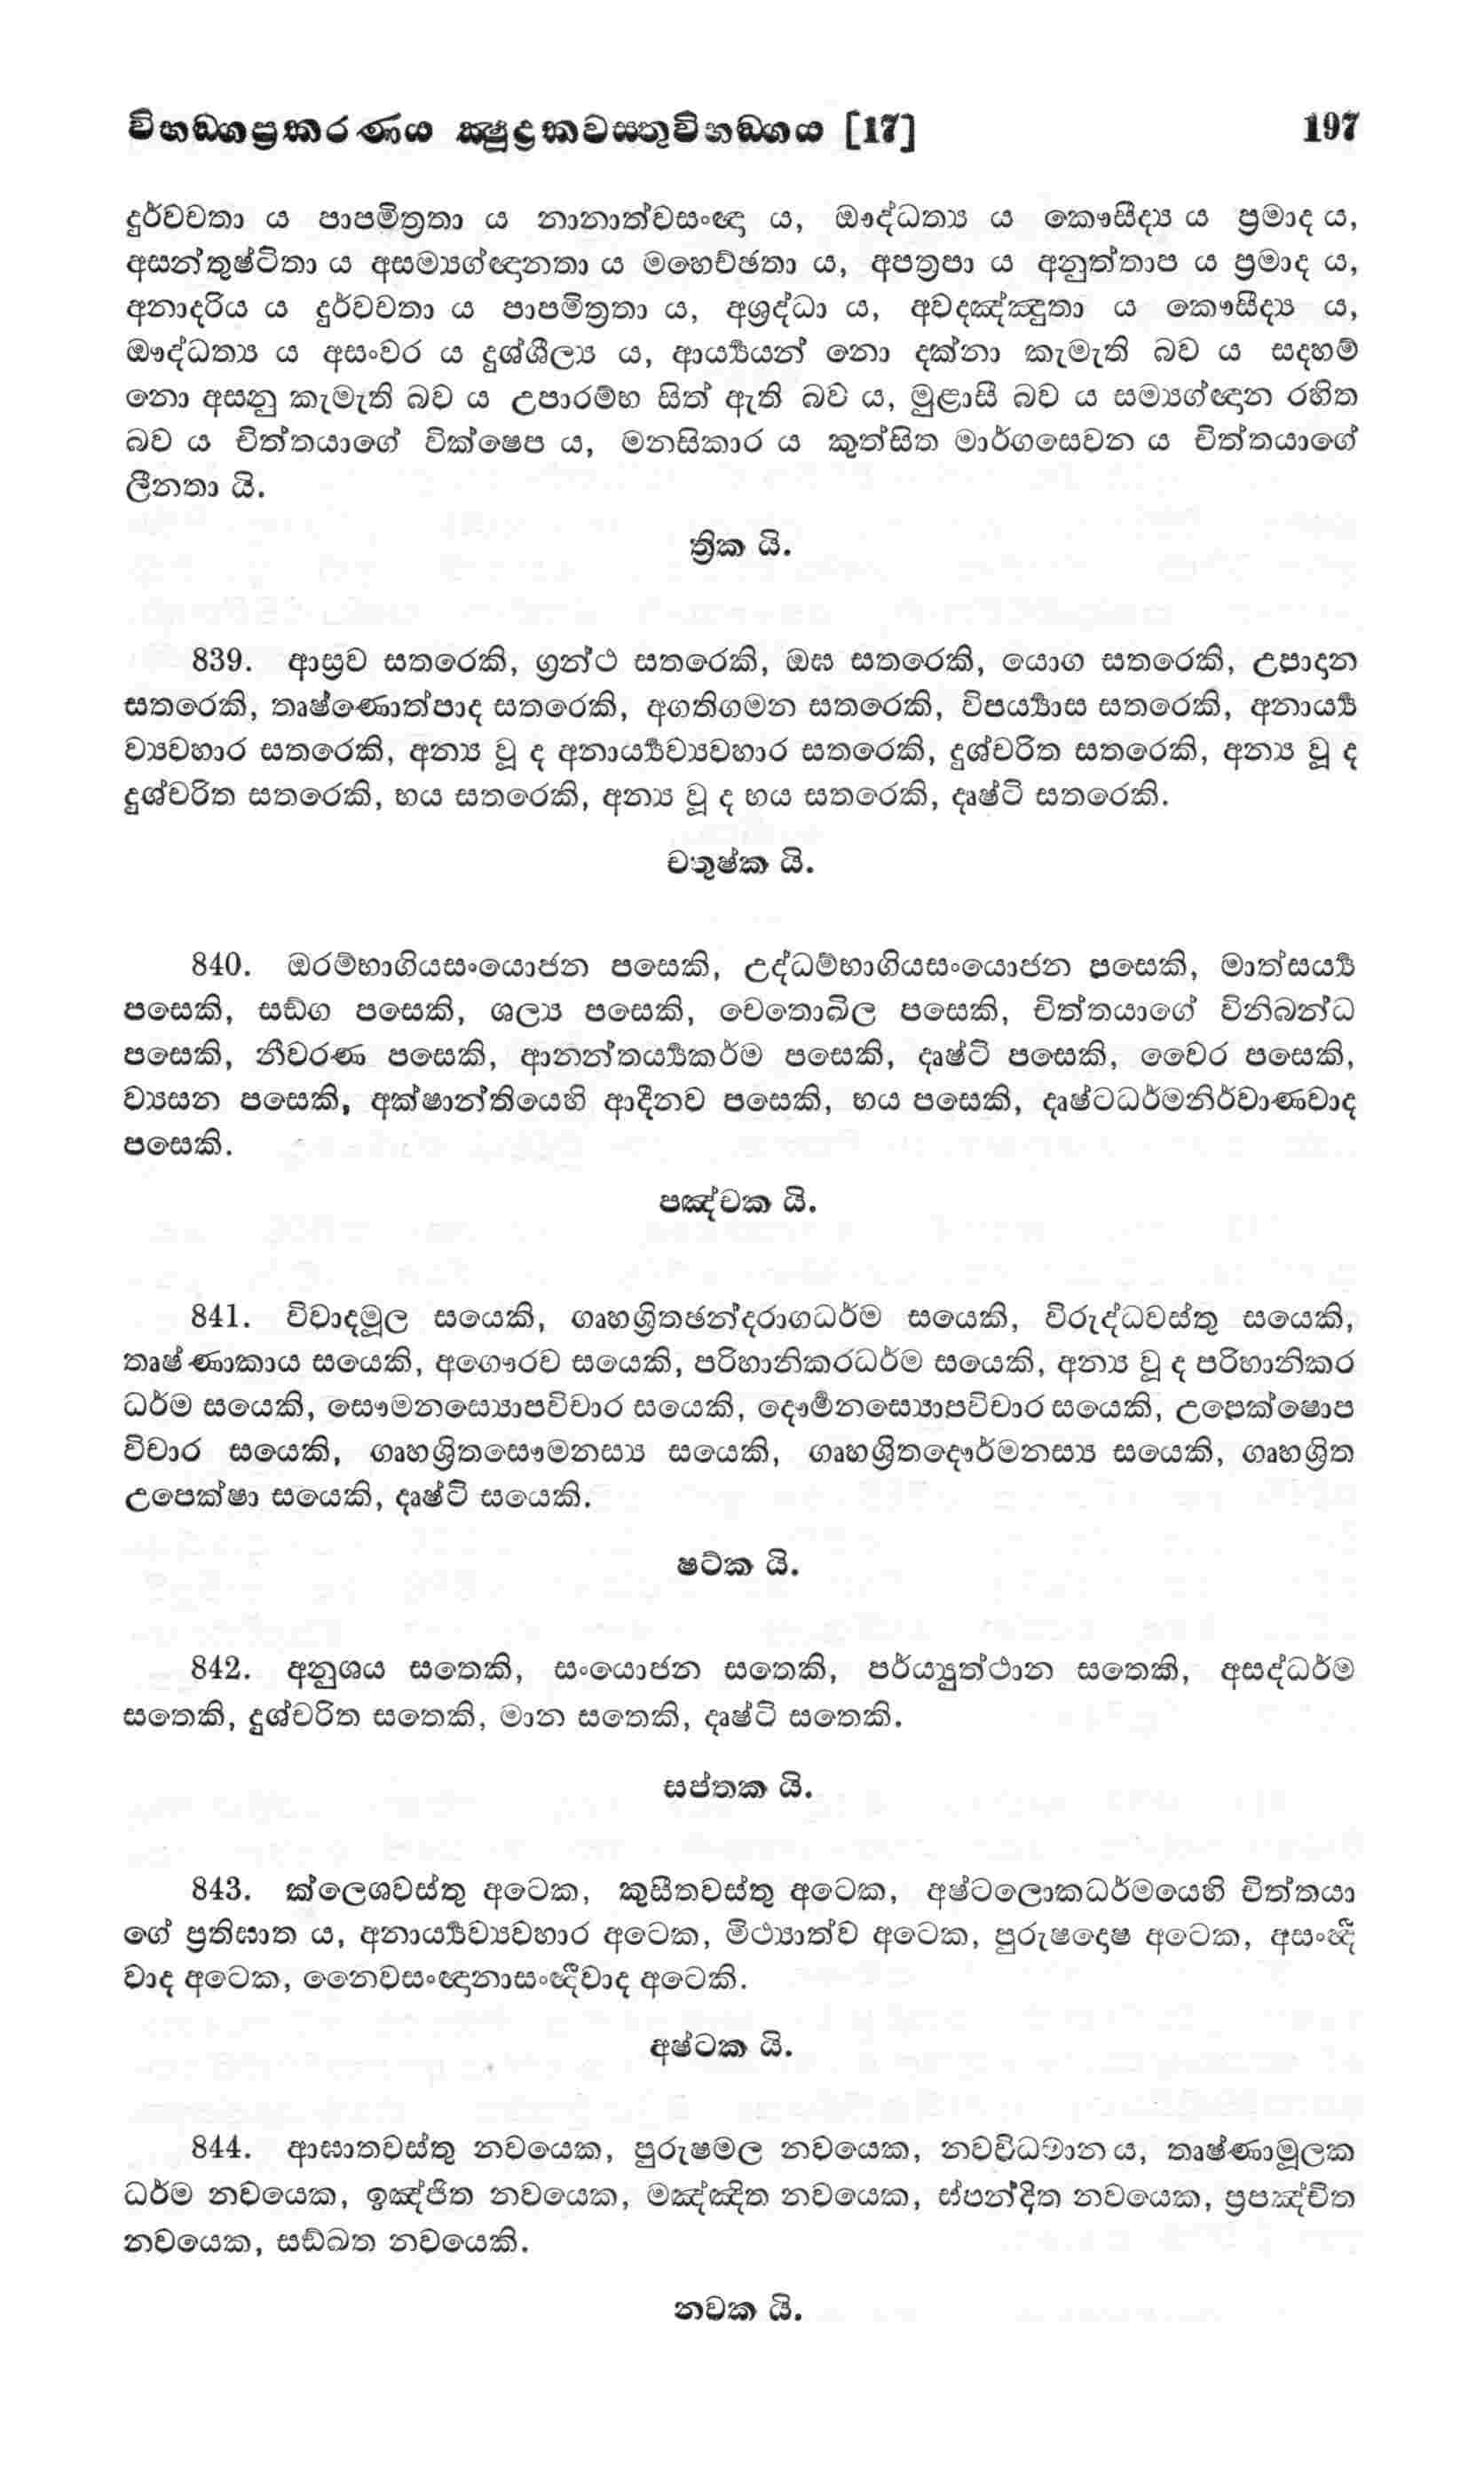 විභඞ්ගප්‍රකරණය ක්‍ෂුද්‍රකවස්තුවිභඞ්ගය [17] 197
දුර්වචතා ය පාපමිත්‍රතා ය නානාත්වසංඥා ය, ඖද්ධත්‍ය ය කෞසීද්‍ය ය ප්‍රමාද ය,
අසන්තුෂ්ටිතා ය අසම්‍යග්ඥානතා ය මහෙච්ඡතා ය, අපත්‍රපා ය අනුත්තාප ය ප්‍රමාද ය,
අනාදරිය ය දුර්වචතා ය පාපමිත්‍රතා ය, අශ්‍රද්ධා ය, අවදඤ්ඤුතා ය කෞසීද්‍ය ය,
ඖද්ධත්‍ය ය අසංවර ය දුශ්ශීල්‍ය ය, ආර්‍ය්‍යයන් නො දක්නා කැමැති බව ය සදහම්
නො අසනු කැමැති බව ය උපාරම්භ සිත් ඇති බව ය, මුළාසී බව ය සම්‍යග්ඥාන රහිත
බව ය චිත්තයාගේ වික්ෂෙප ය, මනසිකාර ය කුත්සිත මාර්ගසෙවන ය චිත්තයාගේ
ලීනතා යි.
ත්‍රික යි.
839. ආස්‍රව සතරෙකි, ග්‍රන්ථ සතරෙකි, ඔඝ සතරෙකි, යොග සතරෙකි, උපාදාන
සතරෙකි, තෘෂ්ණොත්පාද සතරෙකි, අගතිගමන සතරෙකි, විපර්‍ය්‍යාස සතරෙකි, අනාර්‍ය්‍ය
ව්‍යවහාර සතරෙකි, අන්‍ය වූ ද අනාර්‍ය්‍යව්‍යවහාර සතරෙකි, දුශ්චරිත සතරෙකි, අන්‍ය වූ ද
දුශ්චරිත සතරෙකි, භය සතරෙකි, අන්‍ය වූ ද භය සතරෙකි, දෘෂ්ටි සතරෙකි.
චතුෂ්ක යි.
840. ඔරම්භාගියසංයොජන පසෙකි, උද්ධම්භාගියසංයොජන පසෙකි, මාත්සර්‍ය්‍ය
පසෙකි, සඞ්ග පසෙකි, ශල්‍ය පසෙකි, චෙතොඛිල පසෙකි, චිත්තයාගේ විනිබන්ධ
පසෙකි, නීවරණ පසෙකි, ආනන්තර්‍ය්‍යකර්ම පසෙකි, දෘෂ්ටි පසෙකි, වෛර පසෙකි,
ව්‍යසන පසෙකි, අක්ෂාන්තියෙහි ආදීනව පසෙකි, භය පසෙකි, දෘෂ්ටධර්මනිර්වාණවාද
පසෙකි.
පඤ්චක යි.
841. විවාදමූල සයෙකි, ගෘහශ්‍රිතඡන්දරාගධර්ම සයෙකි, විරුද්ධවස්තු සයෙකි,
තෘෂ්ණාකාය සයෙකි, අගෞරව සයෙකි, පරිහානිකරධර්ම සයෙකි, අන්‍ය වූ ද පරිහානිකර
ධර්ම සයෙකි, සෞමනස්‍යොපවිචාර සයෙකි, දෞර්මනස්‍යොපවිචාර සයෙකි, උපෙක්ෂොප
විචාර සයෙකි, ගෘහශ්‍රිතසෞමනස්‍ය සයෙකි, ගෘහශ්‍රිතදෞර්මනස්‍ය සයෙකි, ගෘහශ්‍රිත
උපෙක්ෂා සයෙකි, දෘෂ්ටි සයෙකි.
ෂට්ක යි.
842. අනුශය සතෙකි, සංයොජන සතෙකි, පර්ය්‍යුත්ථාන සතෙකි, අසද්ධර්ම
සතෙකි, දුශ්චරිත සතෙකි, මාන සතෙකි, දෘෂ්ටි සතෙකි.
සප්තක යි.
843. ක්ලෙශවස්තු අටෙක, කුසීතවස්තු අටෙක, අෂ්ටලොකධර්මයෙහි චිත්තයා
ගේ ප්‍රතිඝාත ය, අනාර්‍ය්‍යව්‍යවහාර අටෙක, මිථ්‍යාත්ව අටෙක, පුරුෂදොෂ අටෙක, අසංඥී
වාද අටෙක, නෛවසංඥානාසංඥීවාද අටෙකි.
අෂ්ටක යි.
844. ආඝාතවස්තු නවයෙක, පුරුෂමල නවයෙක, නවවිධමාන ය, තෘෂ්ණාමූලක
ධර්ම නවයෙක, ඉඤ්ජිත නවයෙක, මඤ්ඤිත නවයෙක, ස්පන්දිත නවයෙක, ප්‍රපඤ්චිත
නවයෙක, සඞ්ඛත නවයෙකි.
නවක යි.